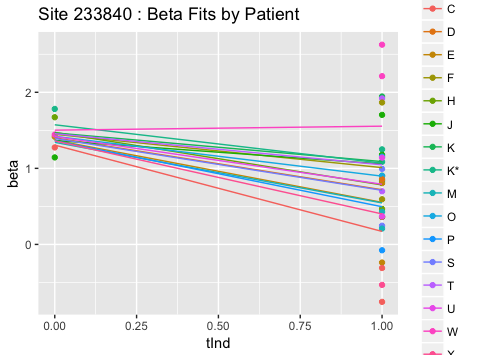 Site 233840 : Beta Fits by Patient
beta
2
1
0
0.00 0.25 0.50 0.75 1.00
tInd
C
D
E
F
H
J
K
K*
M
O
P
S
T
U
W